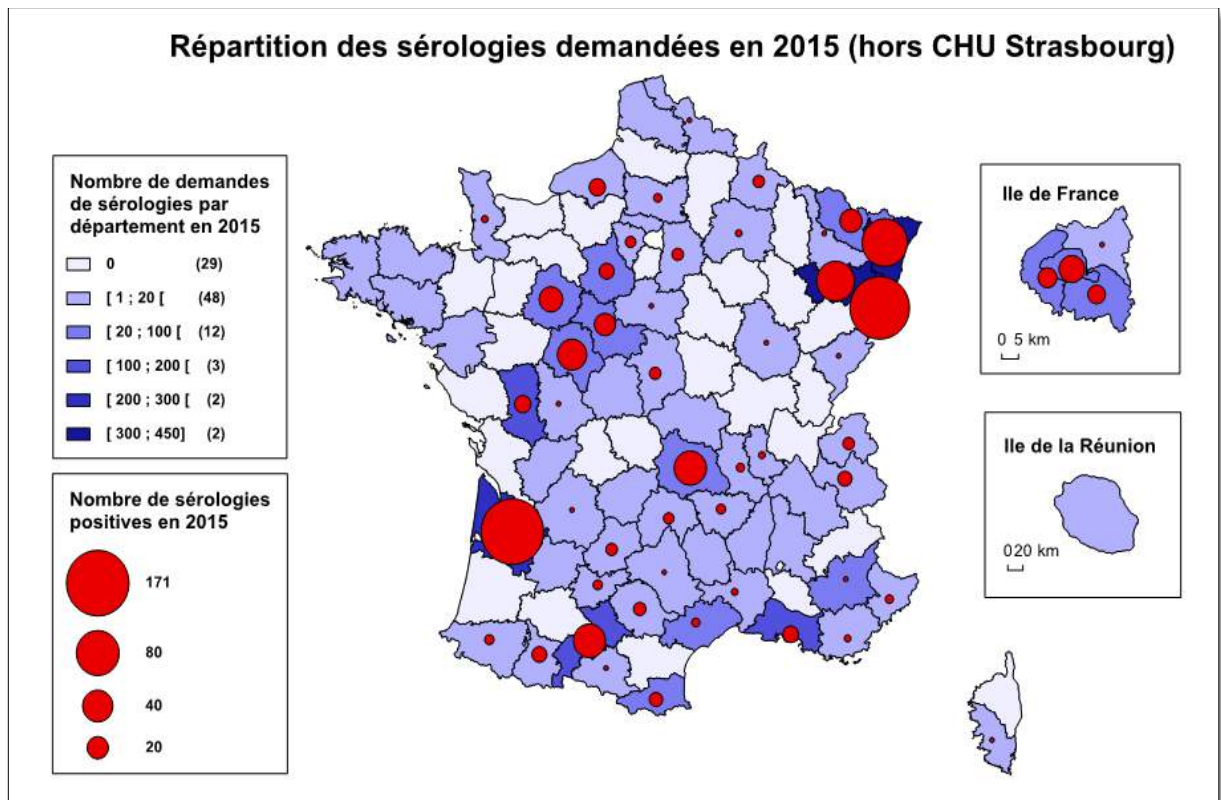 Répartition des sérologies demandées en 2015 (hors CHU Strasbourg)
Nombre de demandes
de sérologies par
département en 2015
0 (29)
[ 1 ; 20 [ (48)
[ 20 ; 100 [ (12)
[ 100 ; 200 [ (3)
[ 200 ; 300 [ (2)
[ 300 ; 450] (2)
Nombre de sérologies
positives en 2015
171
80
40
20
Ile de France
0 5 km
Ile de la Réunion
0 20 km